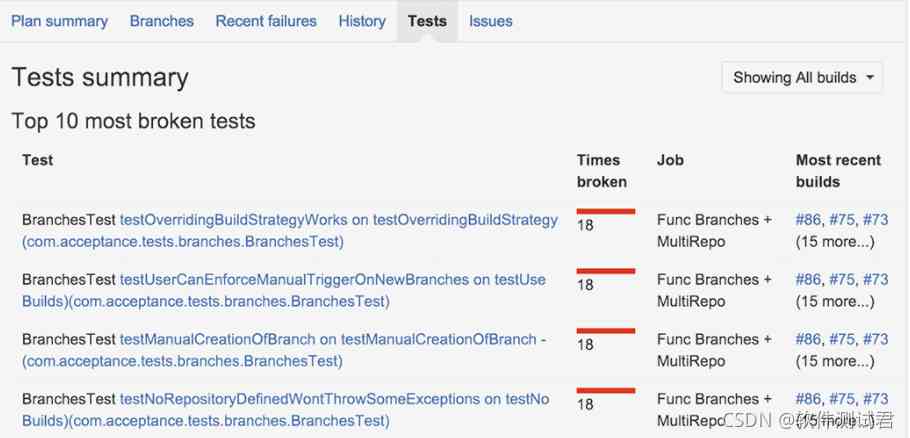 Plan summary Branches Recent failures History Tests Issues
Tests summary
Showing All builds
Top 10 most broken tests
Test Times broken Job Most recent builds
BranchesTest testOverridingBuildStrategyWorks on testOverridingBuildStrategy
(com.acceptance.tests.branches.BranchesTest)
18
Func Branches +
MultiRepo
#86, #75, #73
(15 more...)
BranchesTest testUserCanEnforceManualTriggerOnNewBranches on testUse
Builds)(com.acceptance.tests.branches.BranchesTest)
18
Func Branches +
MultiRepo
#86, #75, #73
(15 more...)
BranchesTest testManualCreationOfBranch on testManualCreationOfBranch -
(com.acceptance.tests.branches.BranchesTest)
18
Func Branches +
MultiRepo
#86, #75, #73
(15 more...)
BranchesTest testNoRepositoryDefinedWontThrowSomeExceptions on testNo
Builds)(com.acceptance.tests.branches.BranchesTest)
18
Func Branches +
MultiRepo
#86, #75, #73
(15 more...)
CSDN @软件测试君